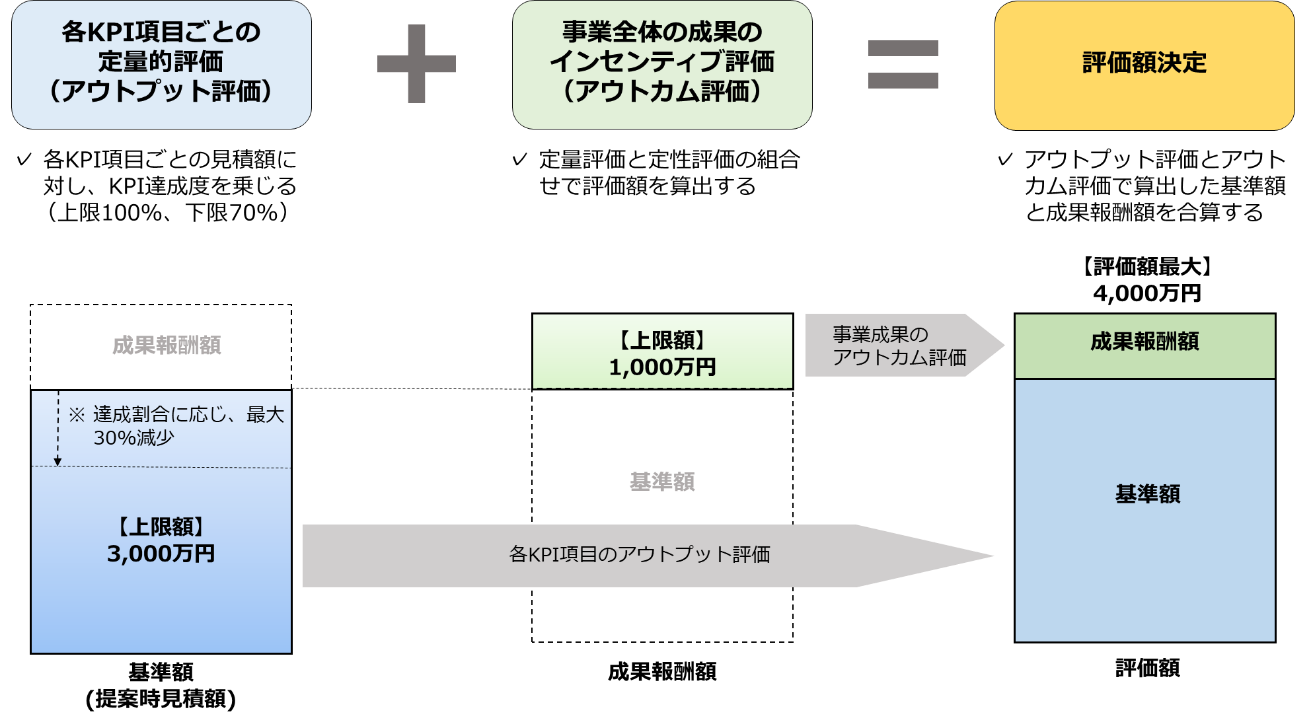 各KPI項目ごとの
定量的評価
（アウトプット評価）
事業全体の成果の
インセンティブ評価
（アウトカム評価）
評価額決定
✓ 各KPI項目ごとの見積額に
対し、KPI達成度を乗じる
（上限100%、下限70%）
✓ 定量評価と定性評価の組合
せで評価額を算出する
✓ アウトプット評価とアウト
カム評価で算出した基準額
と成果報酬額を合算する
成果報酬額
※ 達成割合に応じ、最大
30%減少
【上限額】
3,000万円
基準額
(提案時見積額)
【上限額】
1,000万円
基準額
成果報酬額
事業成果の
アウトカム評価
各KPI項目のアウトプット評価
【評価額最大】
4,000万円
成果報酬額
基準額
評価額